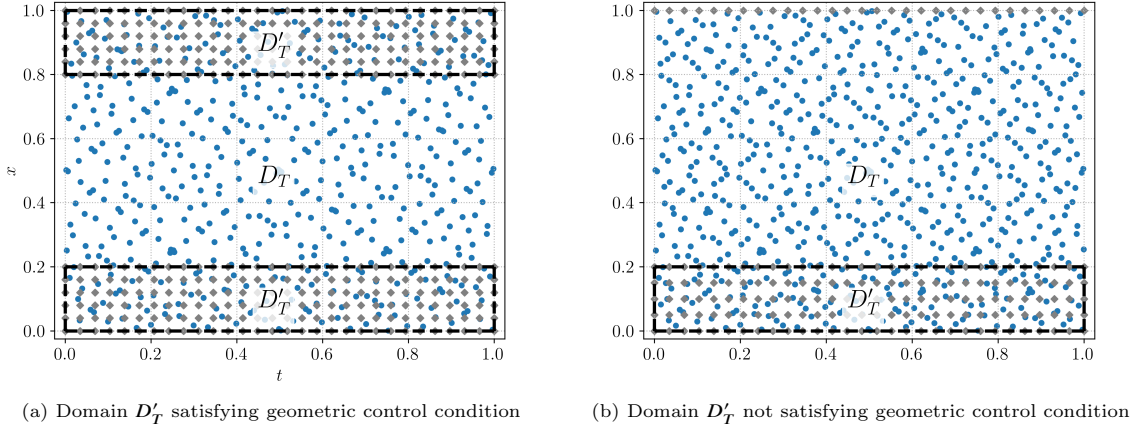 1.0
0.8
0.6
0.4
0.2
0.0
x
D′_T
D_T
D′_T
0.0 0.2 0.4 0.6 0.8 1.0
t
1.0
0.8
0.6
0.4
0.2
0.0
D_T
D′_T
0.0 0.2 0.4 0.6 0.8 1.0
(a) Domain D′_T satisfying geometric control condition
(b) Domain D′_T not satisfying geometric control condition